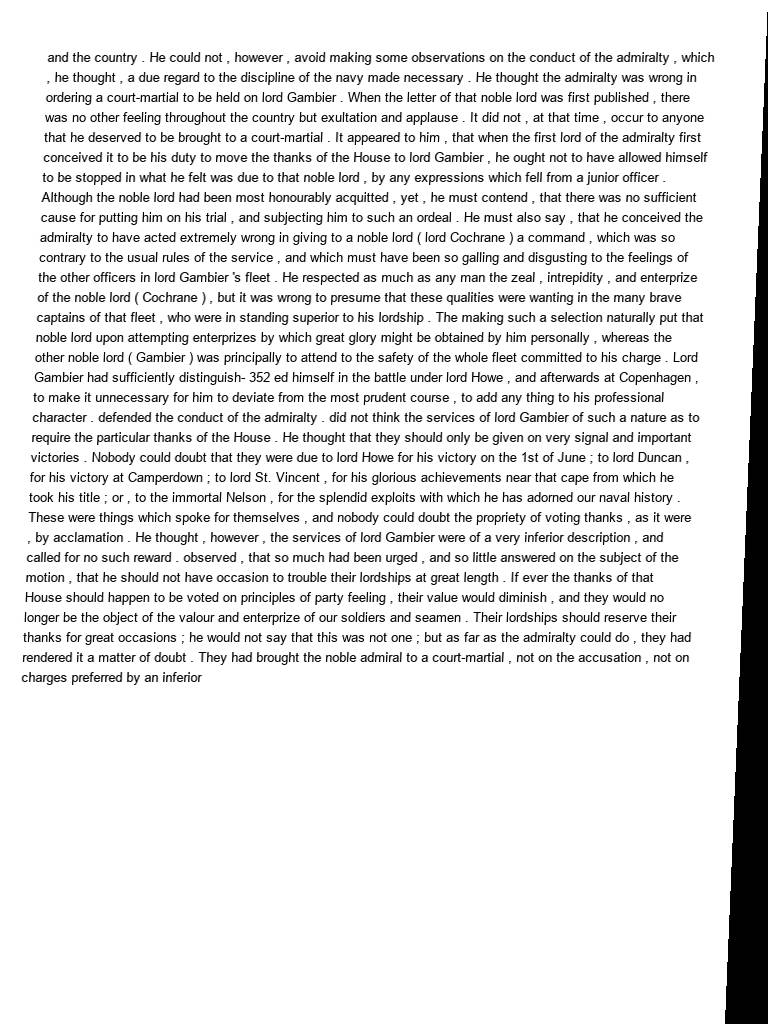 and the country . He could not , however , avoid making some observations on the conduct of the admiralty , which
, he thought , a due regard to the discipline of the navy made necessary . He thought the admiralty was wrong in
ordering a court-martial to be held on lord Gambier . When the letter of that noble lord was first published , there
was no other feeling throughout the country but exultation and applause . It did not , at that time , occur to anyone
that he deserved to be brought to a court-martial . It appeared to him , that when the first lord of the admiralty first
conceived it to be his duty to move the thanks of the House to lord Gambier , he ought not to have allowed himself
to be stopped in what he felt was due to that noble lord , by any expressions which fell from a junior officer .
Although the noble lord had been most honourably acquitted , yet , he must contend , that there was no sufficient
cause for putting him on his trial , and subjecting him to such an ordeal . He must also say , that he conceived the
admiralty to have acted extremely wrong in giving to a noble lord ( lord Cochrane ) a command , which was so
contrary to the usual rules of the service , and which must have been so galling and disgusting to the feelings of
the other officers in lord Gambier 's fleet . He respected as much as any man the zeal , intrepidity , and enterprize
of the noble lord ( Cochrane ) , but it was wrong to presume that these qualities were wanting in the many brave
captains of that fleet , who were in standing superior to his lordship . The making such a selection naturally put that
noble lord upon attempting enterprizes by which great glory might be obtained by him personally , whereas the
other noble lord ( Gambier ) was principally to attend to the safety of the whole fleet committed to his charge . Lord
Gambier had sufficiently distinguish- 352 ed himself in the battle under lord Howe , and afterwards at Copenhagen ,
to make it unnecessary for him to deviate from the most prudent course , to add any thing to his professional
character . defended the conduct of the admiralty . did not think the services of lord Gambier of such a nature as to
require the particular thanks of the House . He thought that they should only be given on very signal and important
victories . Nobody could doubt that they were due to lord Howe for his victory on the 1st of June ; to lord Duncan ,
for his victory at Camperdown ; to lord St. Vincent , for his glorious achievements near that cape from which he
took his title ; or , to the immortal Nelson , for the splendid exploits with which he has adorned our naval history .
These were things which spoke for themselves , and nobody could doubt the propriety of voting thanks , as it were
, by acclamation . He thought , however , the services of lord Gambier were of a very inferior description , and
called for no such reward . observed , that so much had been urged , and so little answered on the subject of the
motion , that he should not have occasion to trouble their lordships at great length . If ever the thanks of that
House should happen to be voted on principles of party feeling , their value would diminish , and they would no
longer be the object of the valour and enterprize of our soldiers and seamen . Their lordships should reserve their
thanks for great occasions ; he would not say that this was not one ; but as far as the admiralty could do , they had
rendered it a matter of doubt . They had brought the noble admiral to a court-martial , not on the accusation , not on
charges preferred by an inferior